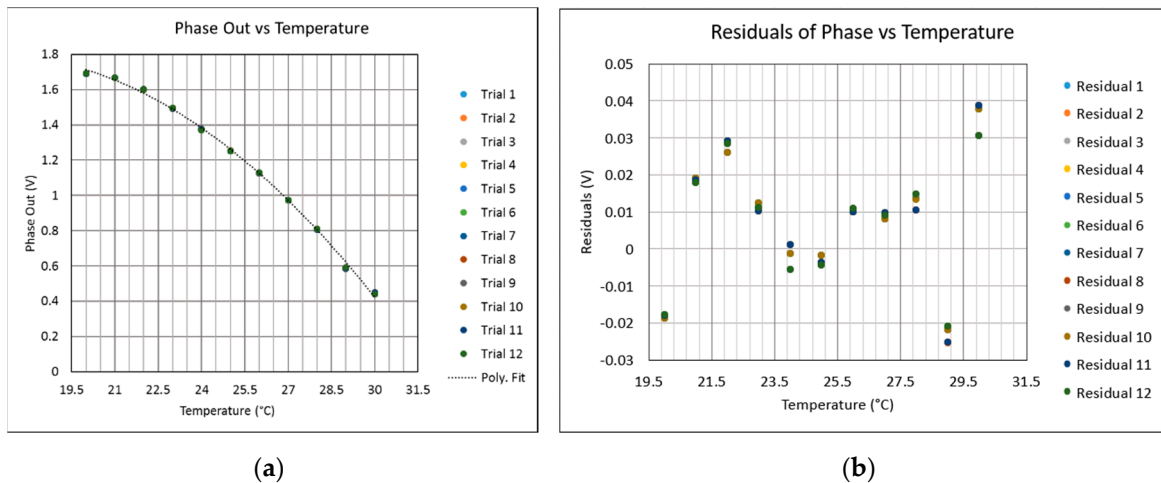 Phase Out vs Temperature
1.8
1.6
1.4
1.2
1
0.8
0.6
0.4
0.2
0
Phase Out (V)
19.5 21 22.5 24 25.5 27 28.5 30 31.5
Temperature (°C)
Trial 1
Trial 2
Trial 3
Trial 4
Trial 5
Trial 6
Trial 7
Trial 8
Trial 9
Trial 10
Trial 11
Trial 12
Poly. Fit
(a)
Residuals of Phase vs Temperature
0.05
0.04
0.03
0.02
0.01
0
-0.01
-0.02
-0.03
Residuals (V)
19.5 21.5 23.5 25.5 27.5 29.5 31.5
Temperature (°C)
Residual 1
Residual 2
Residual 3
Residual 4
Residual 5
Residual 6
Residual 7
Residual 8
Residual 9
Residual 10
Residual 11
Residual 12
(b)